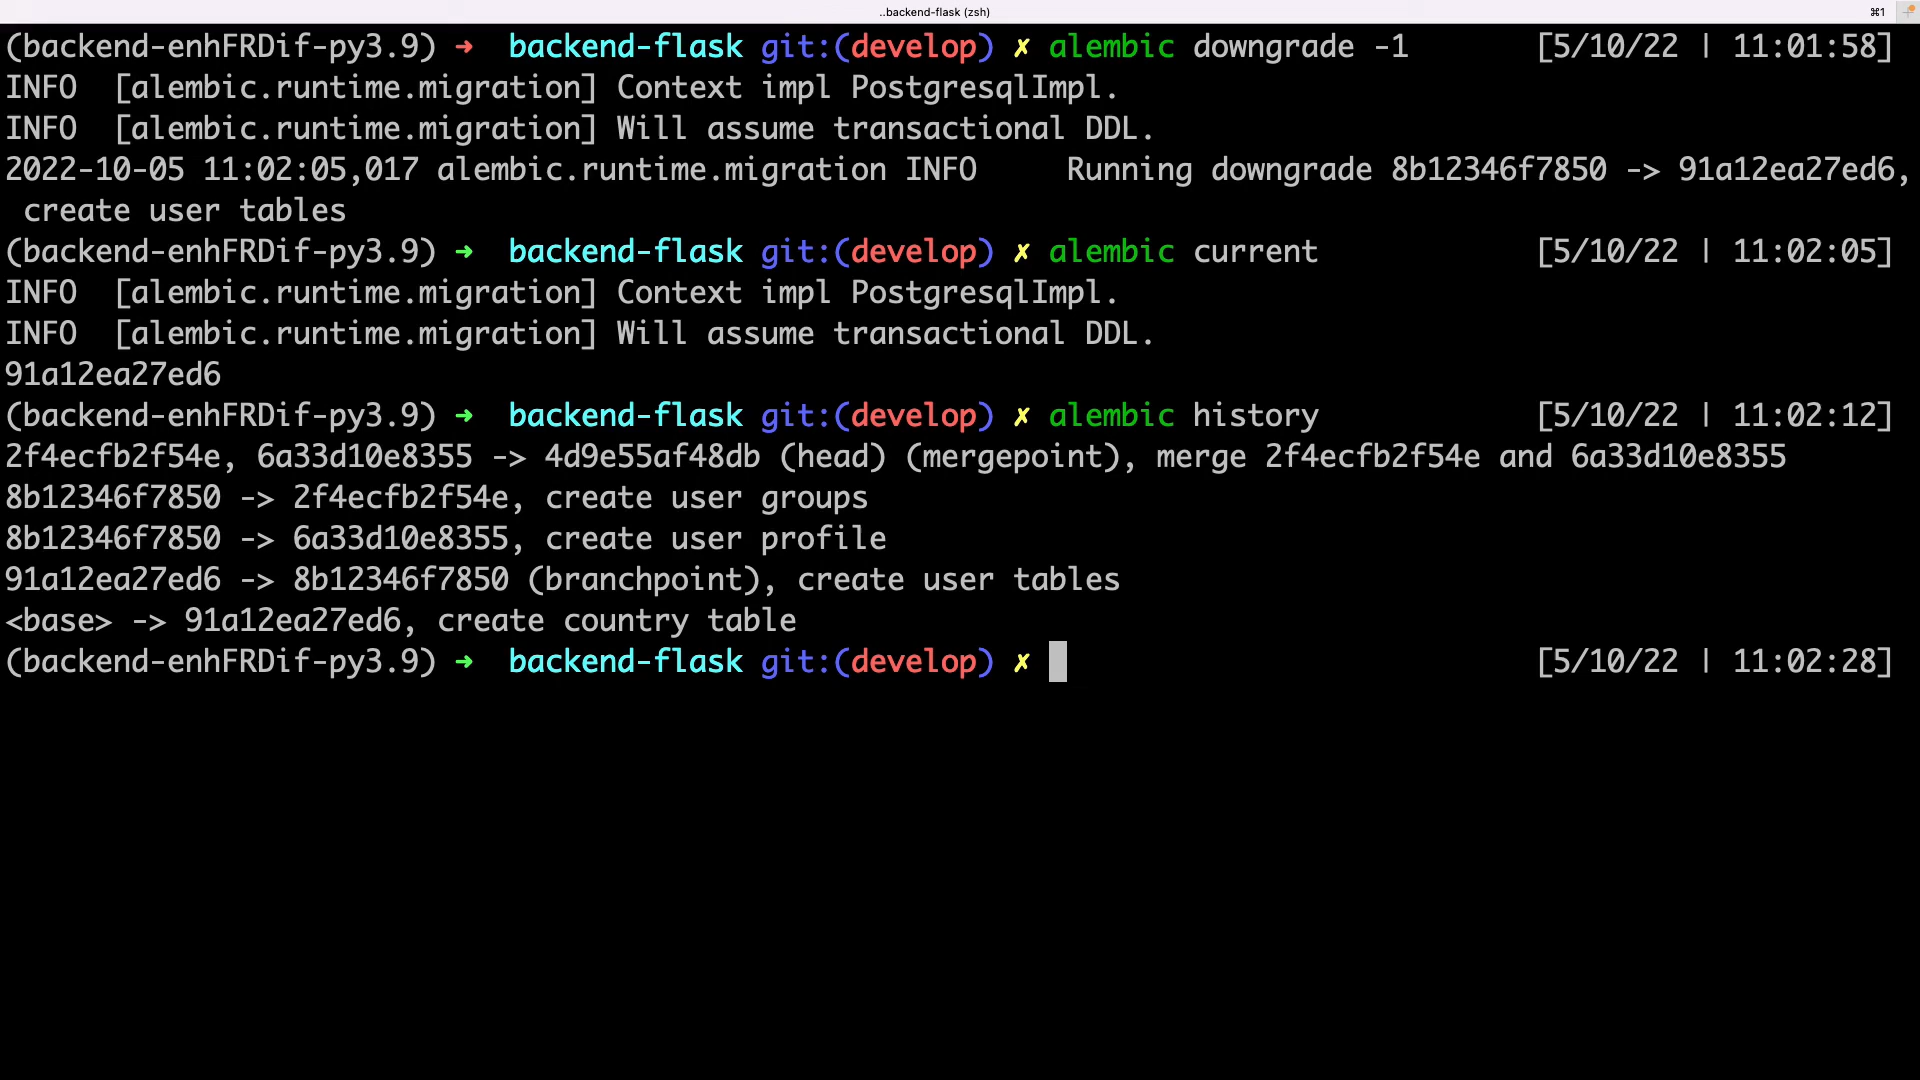 ..backend-flask (zsh)
⌘1
(backend-enhFRDif-py3.9) ➜  backend-flask git:(develop) ✗ alembic downgrade -1 [5/10/22 | 11:01:58]
INFO  [alembic.runtime.migration] Context impl PostgresqlImpl.
INFO  [alembic.runtime.migration] Will assume transactional DDL.
2022-10-05 11:02:05,017 alembic.runtime.migration INFO     Running downgrade 8b12346f7850 -> 91a12ea27ed6,
create user tables
(backend-enhFRDif-py3.9) ➜  backend-flask git:(develop) ✗ alembic current [5/10/22 | 11:02:05]
INFO  [alembic.runtime.migration] Context impl PostgresqlImpl.
INFO  [alembic.runtime.migration] Will assume transactional DDL.
91a12ea27ed6
(backend-enhFRDif-py3.9) ➜  backend-flask git:(develop) ✗ alembic history [5/10/22 | 11:02:12]
2f4ecfb2f54e, 6a33d10e8355 -> 4d9e55af48db (head) (mergepoint), merge 2f4ecfb2f54e and 6a33d10e8355
8b12346f7850 -> 2f4ecfb2f54e, create user groups
8b12346f7850 -> 6a33d10e8355, create user profile
91a12ea27ed6 -> 8b12346f7850 (branchpoint), create user tables
<base> -> 91a12ea27ed6, create country table
(backend-enhFRDif-py3.9) ➜  backend-flask git:(develop) ✗ [5/10/22 | 11:02:28]